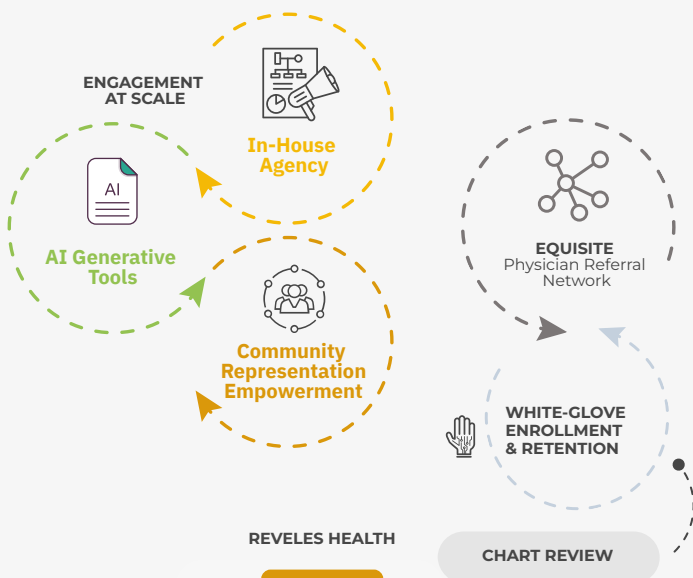 ENGAGEMENT
AT SCALE
In-House
Agency
AI
AI Generative
Tools
Community
Representation
Empowerment
EQUISITE
Physician Referral
Network
WHITE-GLOVE
ENROLLMENT
& RETENTION
REVELES HEALTH
CHART REVIEW